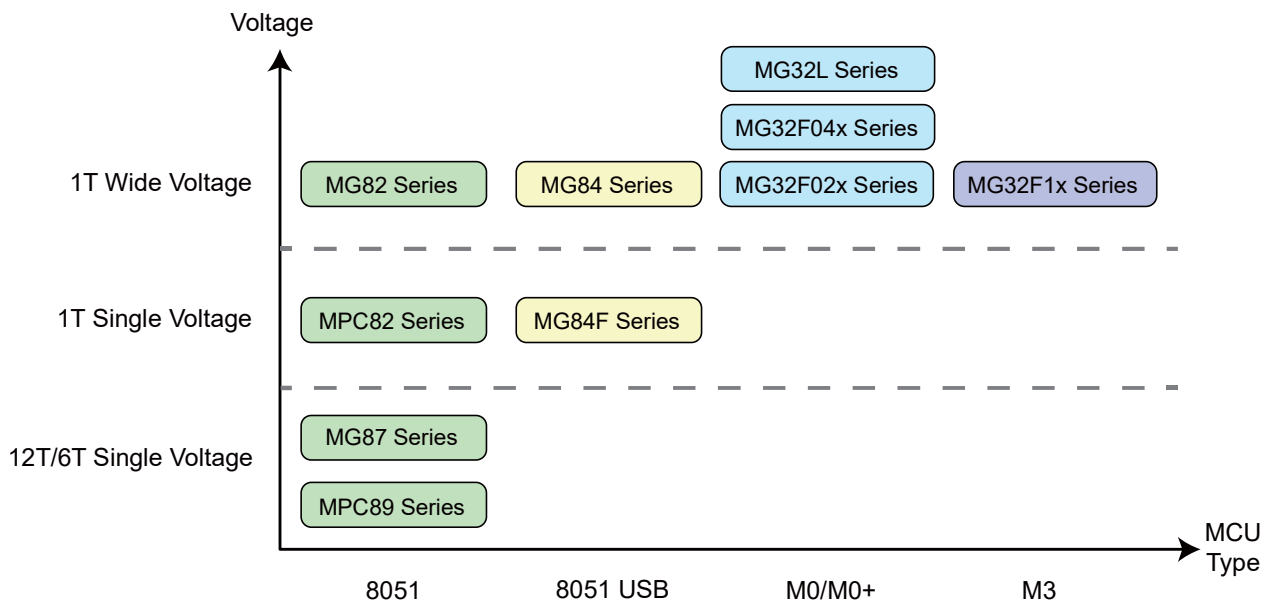 Voltage
MG32L Series
MG32F04x Series
1T Wide Voltage
MG82 Series
MG84 Series
MG32F02x Series
MG32F1x Series
1T Single Voltage
MPC82 Series
MG84F Series
MG87 Series
12T/6T Single Voltage
MPC89 Series
MCU
Type
8051
8051 USB
M0/M0+
M3